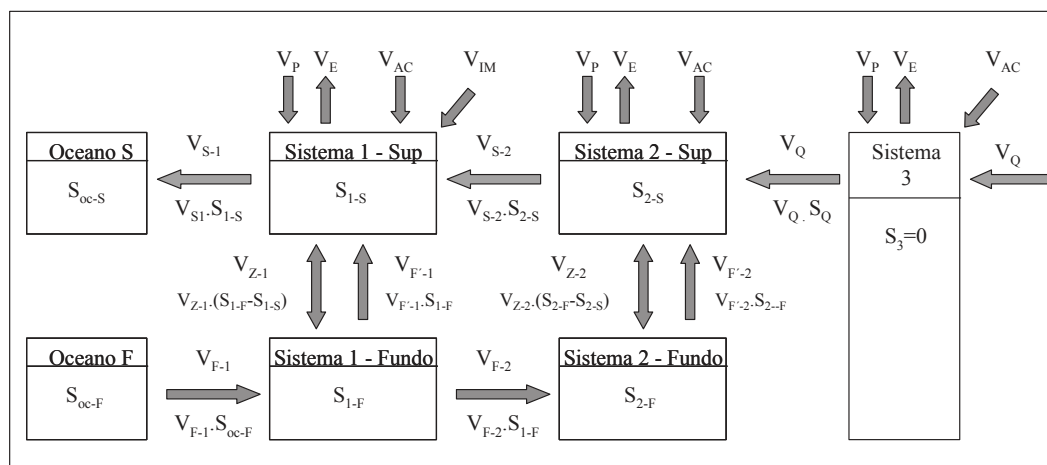 V_P V_E V_AC V_IM V_P V_E V_AC V_P V_E V_AC
Oceano S V_S-1 Sistema 1 - Sup V_S-2 Sistema 2 - Sup V_Q Sistema 3 V_Q
S_oc-S S_1-S S_2-S
V_S1.S_1-S V_S-2.S_2-S V_Q.S_Q
S_3=0
V_Z-1 V_F'-1 V_Z-2 V_F'-2
V_Z-1.(S_1-F-S_1-S) V_F'-1.S_1-F V_Z-2.(S_2-F-S_2-S) V_F'-2.S_2--F
Oceano F V_F-1 Sistema 1 - Fundo V_F-2 Sistema 2 - Fundo
S_oc-F S_1-F S_2-F
V_F-1.S_oc-F V_F-2.S_1-F